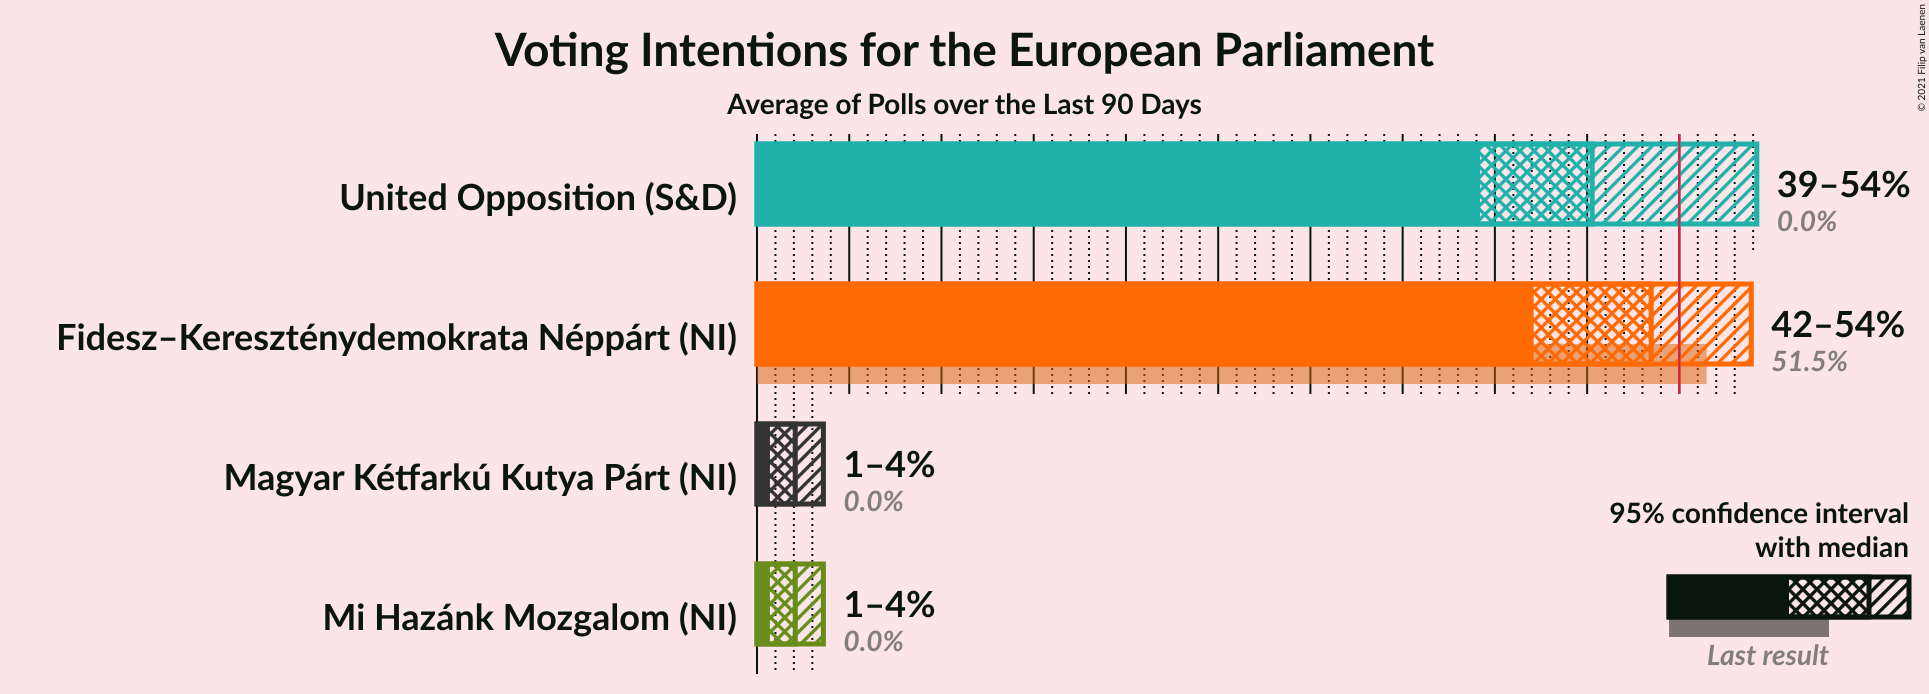 Voting Intentions for the European Parliament
Average of Polls over the Last 90 Days
© 2021 Filip van Laenen
United Opposition (S&D)
39–54%
0.0%
Fidesz–Kereszténydemokrata Néppárt (NI)
42–54%
51.5%
Magyar Kétfarkú Kutya Párt (NI)
1–4%
0.0%
Mi Hazánk Mozgalom (NI)
1–4%
0.0%
95% confidence interval
with median
Last result